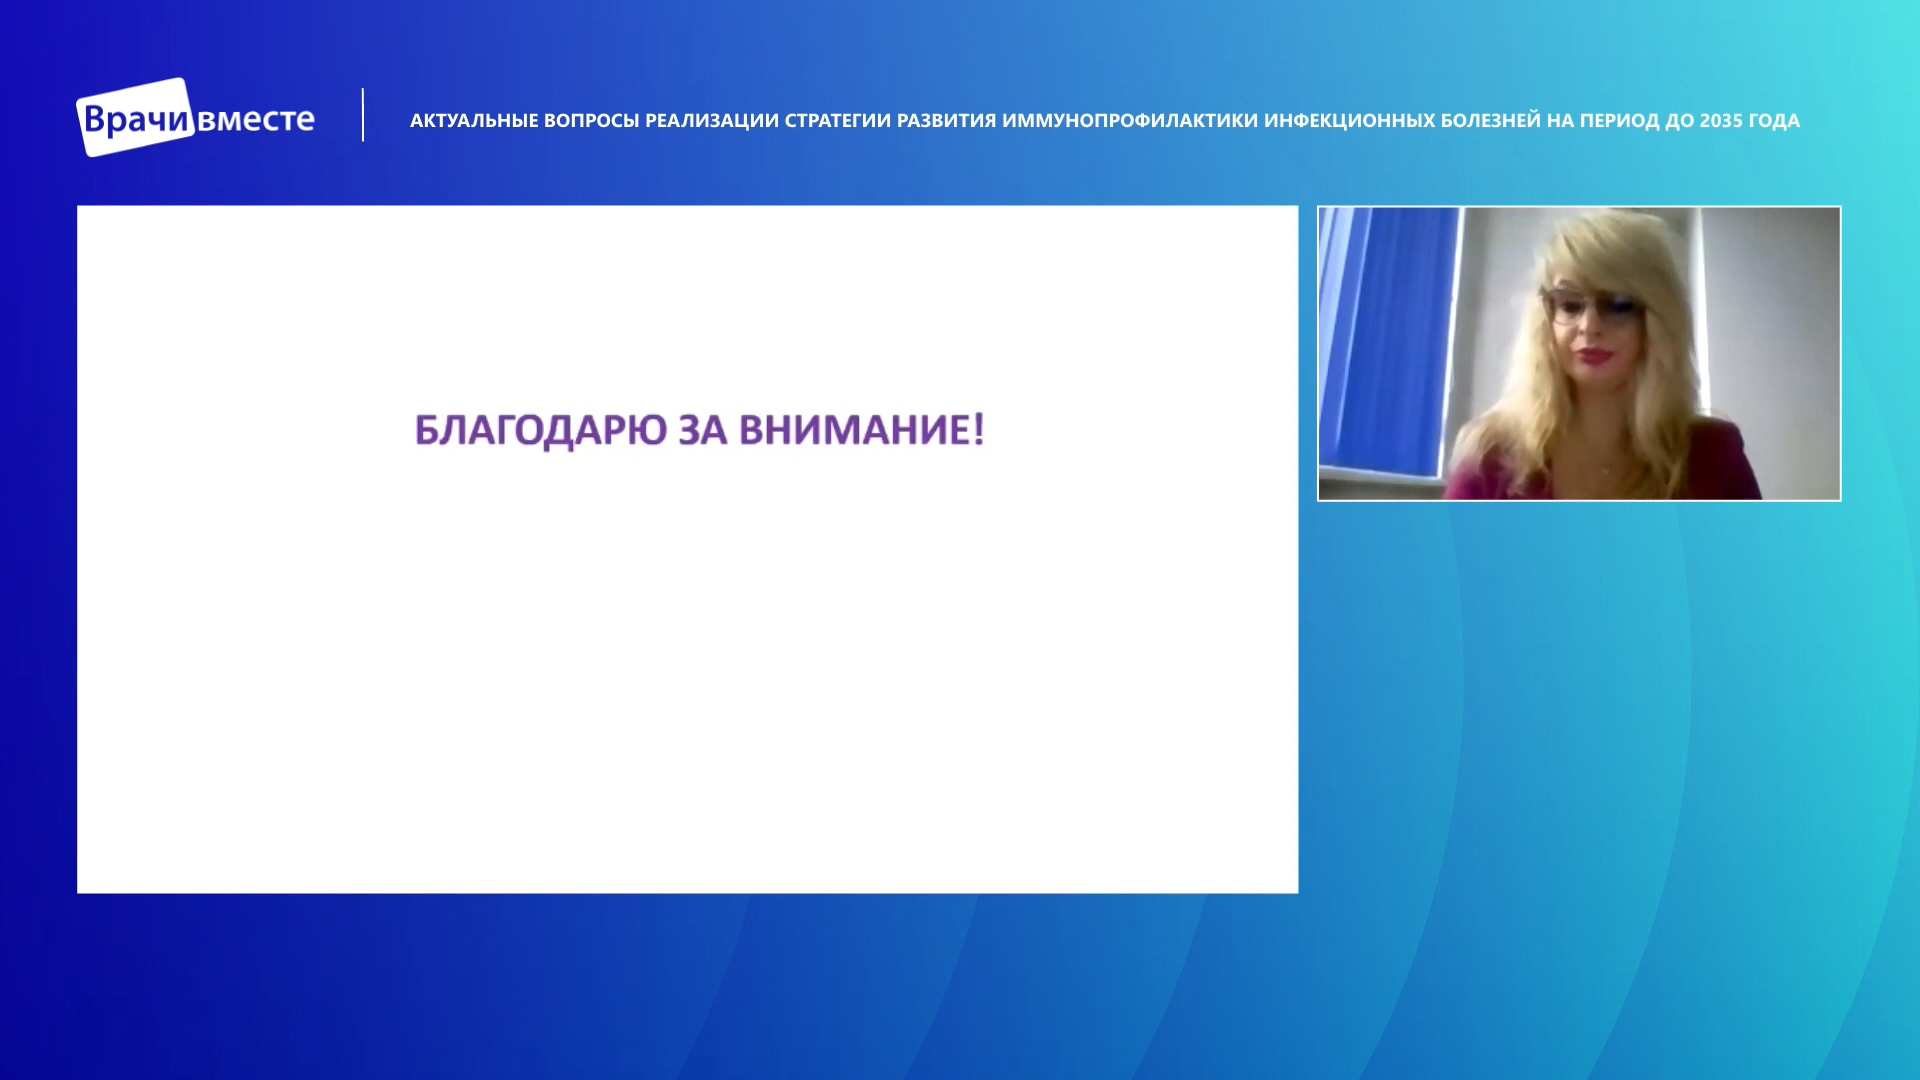 Врачи вместе
АКТУАЛЬНЫЕ ВОПРОСЫ РЕАЛИЗАЦИИ СТРАТЕГИИ РАЗВИТИЯ ИММУНОПРОФИЛАКТИКИ ИНФЕКЦИОННЫХ БОЛЕЗНЕЙ НА ПЕРИОД ДО 2035 ГОДА
БЛАГОДАРЮ ЗА ВНИМАНИЕ!